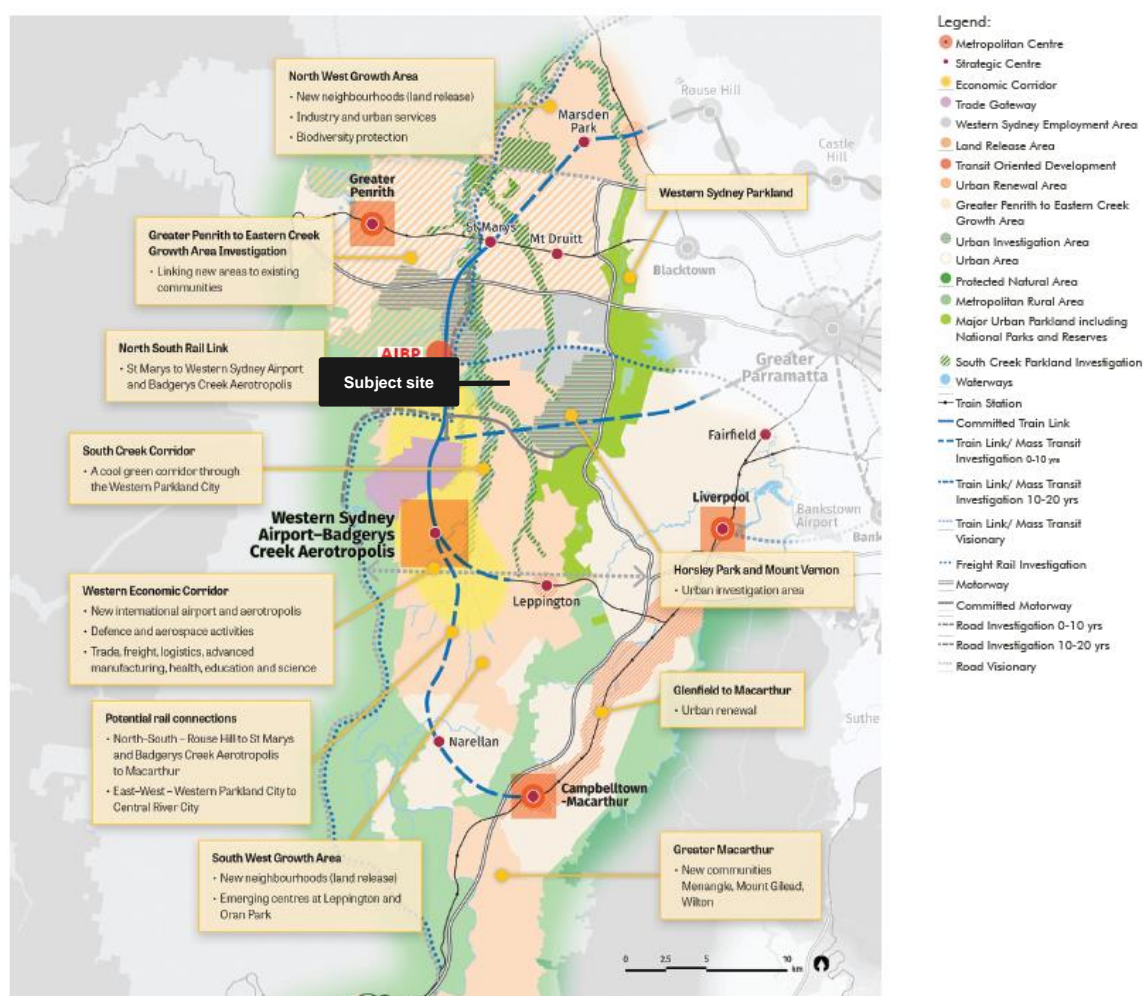 North West Growth Area
· New neighbourhoods (land release)
· Industry and urban services
· Biodiversity protection
Rouse Hill
Marsden
Park
Castle
Hill
Greater
Penrith
Western Sydney Parkland
St Marys
Mt Druitt
Blacktown
Greater Penrith to Eastern Creek
Growth Area Investigation
· Linking new areas to existing
communities
North South Rail Link
· St Marys to Western Sydney Airport
and Badgerys Creek Aerotropolis
AIBP
Subject site
Greater
Parramatta
South Creek Corridor
· A cool green corridor through
the Western Parkland City
Fairfield
Liverpool
Bankstown
Airport
Bank
Western Sydney
Airport–Badgerys
Creek Aerotropolis
Horsley Park and Mount Vernon
· Urban investigation area
Leppington
Western Economic Corridor
· New international airport and aerotropolis
· Defence and aerospace activities
· Trade, freight, logistics, advanced
manufacturing, health, education and science
Glenfield to Macarthur
· Urban renewal
Suthe
Potential rail connections
· North–South – Rouse Hill to St Marys
and Badgerys Creek Aerotropolis
to Macarthur
· East–West – Western Parkland City to
Central River City
Narellan
Campbelltown
-Macarthur
South West Growth Area
· New neighbourhoods (land release)
· Emerging centres at Leppington and
Oran Park
Greater Macarthur
· New communities
Menangle, Mount Gilead,
Wilton
0 2.5 5 10
km
Legend:
Metropolitan Centre
Strategic Centre
Economic Corridor
Trade Gateway
Western Sydney Employment Area
Land Release Area
Transit Oriented Development
Urban Renewal Area
Greater Penrith to Eastern Creek
Growth Area
Urban Investigation Area
Urban Area
Protected Natural Area
Metropolitan Rural Area
Major Urban Parkland including
National Parks and Reserves
South Creek Parkland Investigation
Waterways
Train Station
Committed Train Link
Train Link/ Mass Transit
Investigation 0-10 yrs
Train Link/ Mass Transit
Investigation 10-20 yrs
Train Link/ Mass Transit
Visionary
Freight Rail Investigation
Motorway
Committed Motorway
Road Investigation 0-10 yrs
Road Investigation 10-20 yrs
Road Visionary